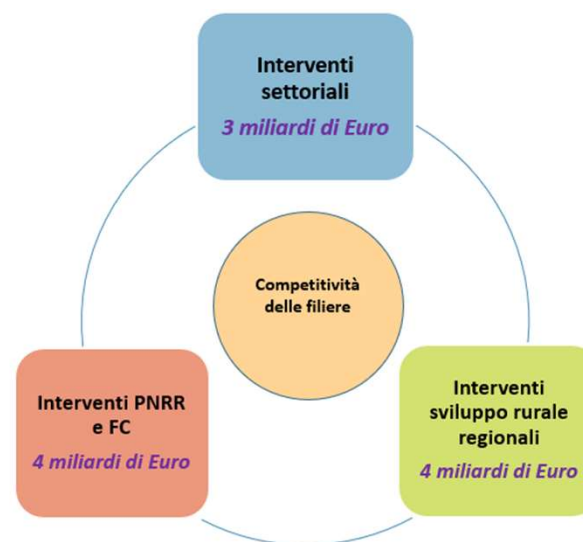 Interventi
settoriali
3 miliardi di Euro
Competitività
delle filiere
Interventi PNRR
e FC
4 miliardi di Euro
Interventi
sviluppo rurale
regionali
4 miliardi di Euro